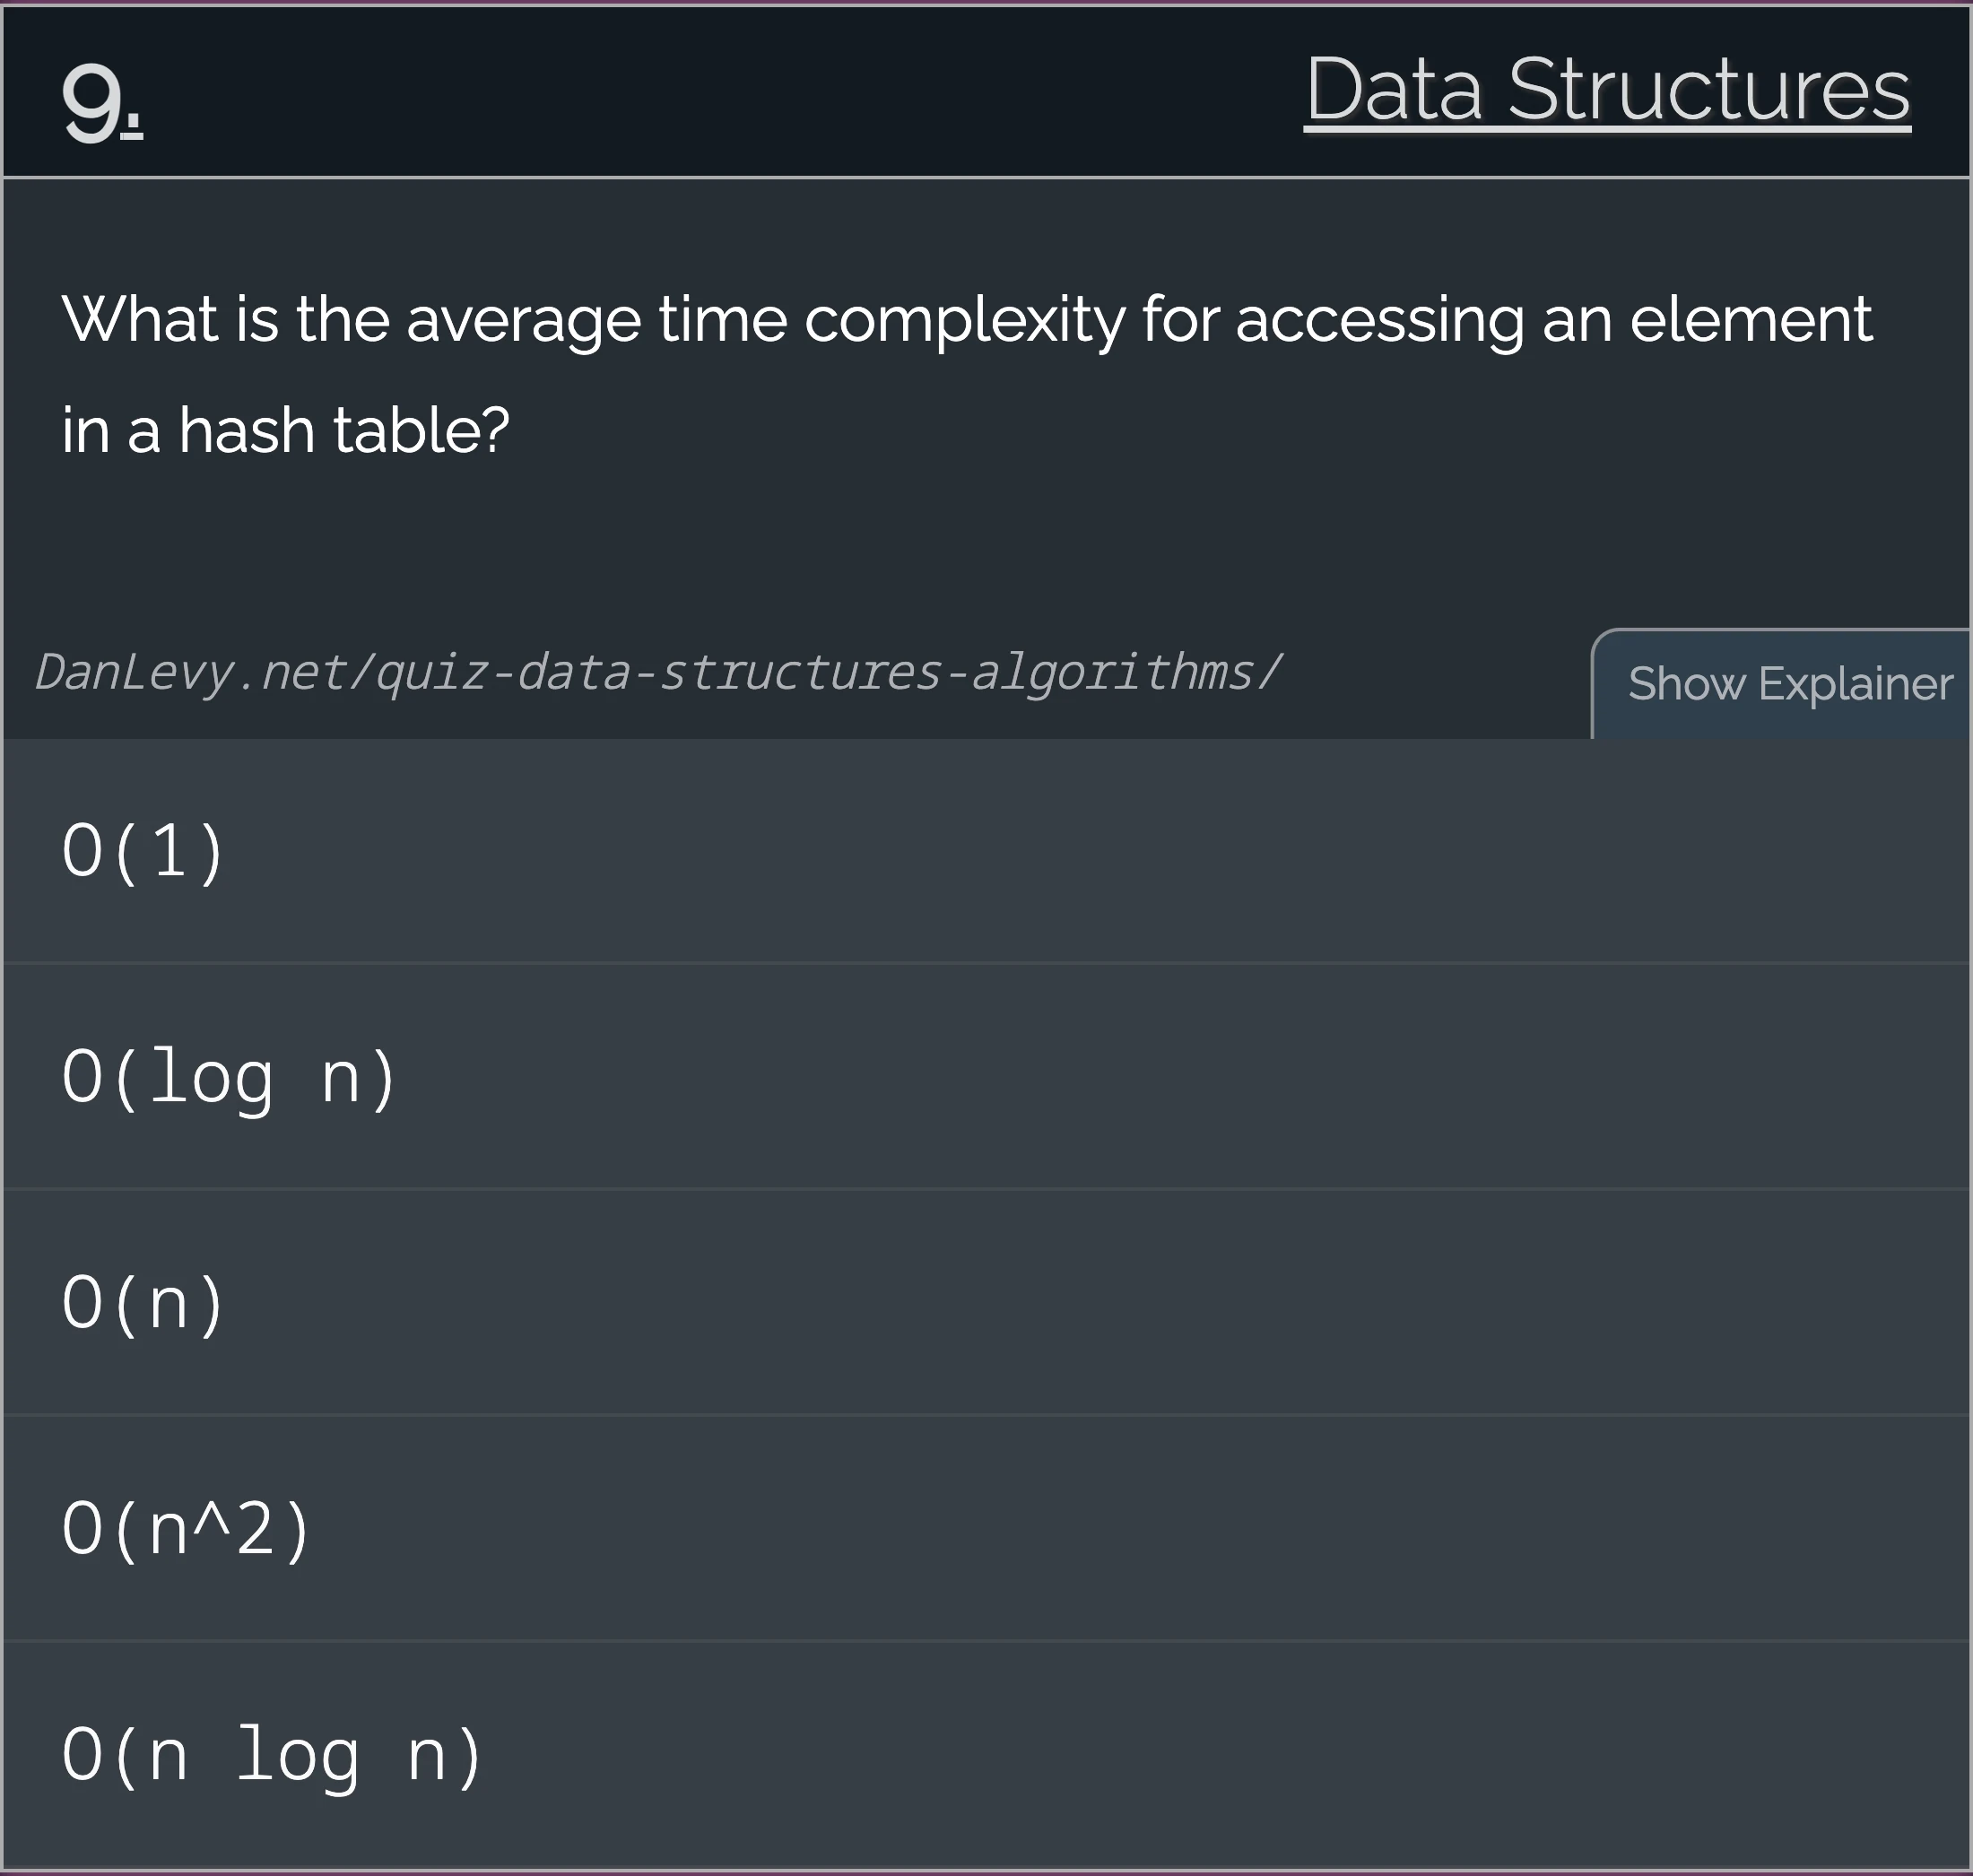 9.
Data Structures
What is the average time complexity for accessing an element
in a hash table?
DanLevy.net/quiz-data-structures-algorithms/
Show Explainer
O(1)
O(log n)
O(n)
O(n^2)
O(n log n)